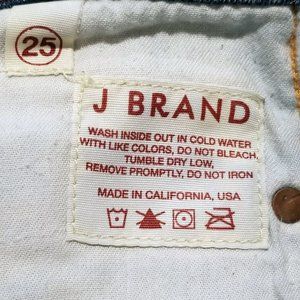 25
J BRAND
WASH INSIDE OUT IN COLD WATER
WITH LIKE COLORS, DO NOT BLEACH,
TUMBLE DRY LOW,
REMOVE PROMPTLY, DO NOT IRON
MADE IN CALIFORNIA, USA